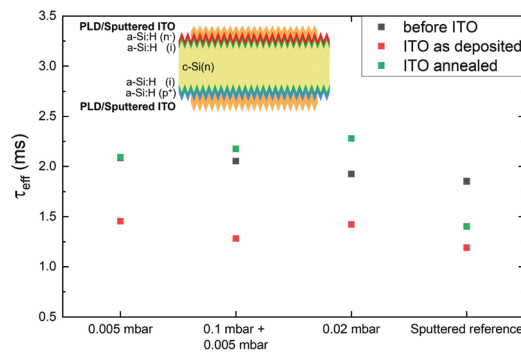 3.5
3.0
2.5
2.0
1.5
1.0
0.5
τeff (ms)
PLD/Sputtered ITO
a-Si:H (n⁻)
a-Si:H (i)
c-Si(n)
a-Si:H (i)
a-Si:H (p⁺)
PLD/Sputtered ITO
before ITO
ITO as deposited
ITO annealed
0.005 mbar
0.1 mbar +
0.005 mbar
0.02 mbar
Sputtered reference